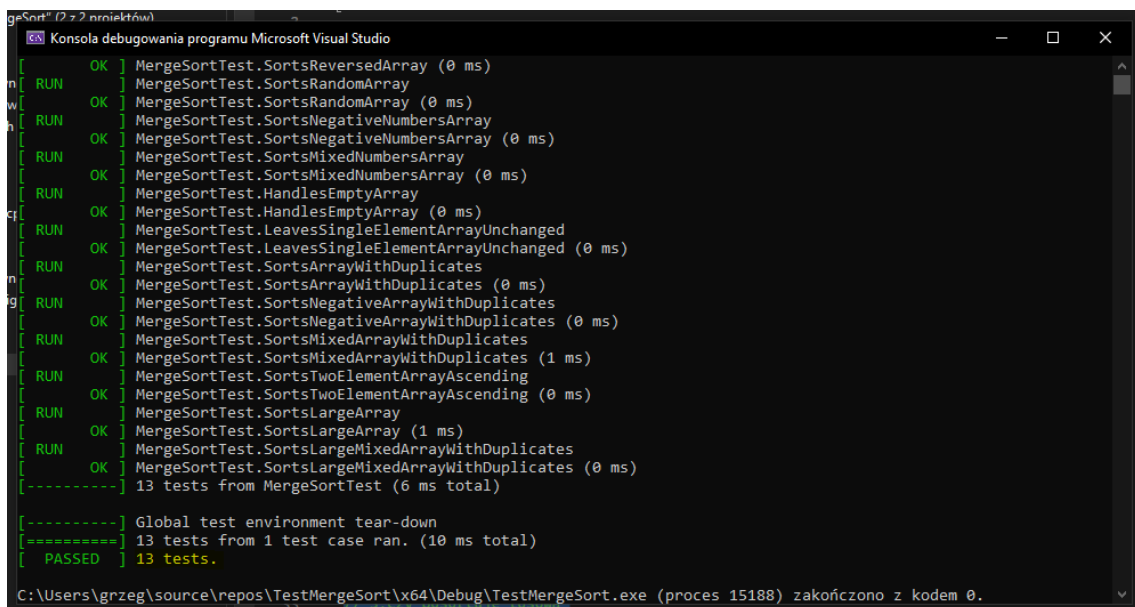 geSort" (2 z 2 projektów)
Konsola debugowania programu Microsoft Visual Studio
[       OK ] MergeSortTest.SortsReversedArray (0 ms)
[ RUN      ] MergeSortTest.SortsRandomArray
[       OK ] MergeSortTest.SortsRandomArray (0 ms)
[ RUN      ] MergeSortTest.SortsNegativeNumbersArray
[       OK ] MergeSortTest.SortsNegativeNumbersArray (0 ms)
[ RUN      ] MergeSortTest.SortsMixedNumbersArray
[       OK ] MergeSortTest.SortsMixedNumbersArray (0 ms)
[ RUN      ] MergeSortTest.HandlesEmptyArray
[       OK ] MergeSortTest.HandlesEmptyArray (0 ms)
[ RUN      ] MergeSortTest.LeavesSingleElementArrayUnchanged
[       OK ] MergeSortTest.LeavesSingleElementArrayUnchanged (0 ms)
[ RUN      ] MergeSortTest.SortsArrayWithDuplicates
[       OK ] MergeSortTest.SortsArrayWithDuplicates (0 ms)
[ RUN      ] MergeSortTest.SortsNegativeArrayWithDuplicates
[       OK ] MergeSortTest.SortsNegativeArrayWithDuplicates (0 ms)
[ RUN      ] MergeSortTest.SortsMixedArrayWithDuplicates
[       OK ] MergeSortTest.SortsMixedArrayWithDuplicates (1 ms)
[ RUN      ] MergeSortTest.SortsTwoElementArrayAscending
[       OK ] MergeSortTest.SortsTwoElementArrayAscending (0 ms)
[ RUN      ] MergeSortTest.SortsLargeArray
[       OK ] MergeSortTest.SortsLargeArray (1 ms)
[ RUN      ] MergeSortTest.SortsLargeMixedArrayWithDuplicates
[       OK ] MergeSortTest.SortsLargeMixedArrayWithDuplicates (0 ms)
[----------] 13 tests from MergeSortTest (6 ms total)
[----------] Global test environment tear-down
[==========] 13 tests from 1 test case ran. (10 ms total)
[  PASSED  ] 13 tests.
C:\Users\grzeg\source\repos\TestMergeSort\x64\Debug\TestMergeSort.exe (proces 15188) zakończono z kodem 0.